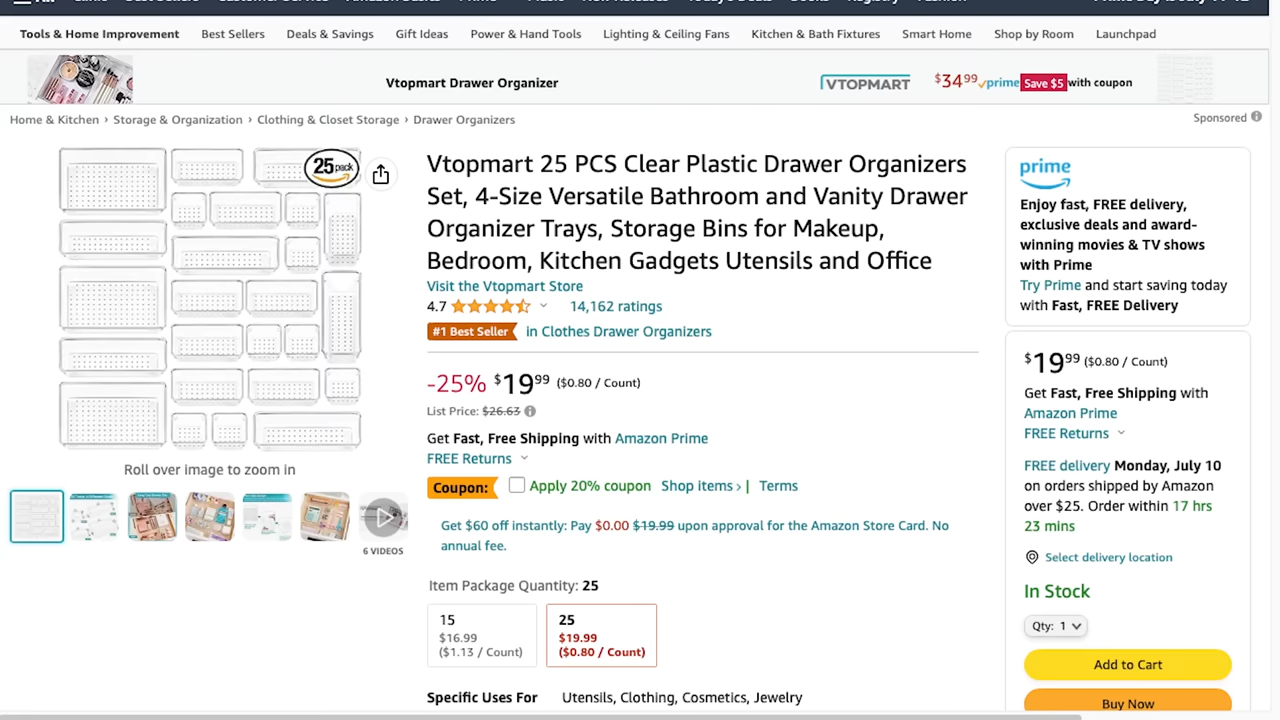 Tools & Home Improvement Best Sellers Deals & Savings Gift Ideas Power & Hand Tools Lighting & Ceiling Fans Kitchen & Bath Fixtures Smart Home Shop by Room Launchpad
Vtopmart Drawer Organizer VTOPMART $34.99 prime Save $5 with coupon
Home & Kitchen › Storage & Organization › Clothing & Closet Storage › Drawer Organizers
Sponsored
25 pack
Roll over image to zoom in
6 VIDEOS
Vtopmart 25 PCS Clear Plastic Drawer Organizers
Set, 4-Size Versatile Bathroom and Vanity Drawer
Organizer Trays, Storage Bins for Makeup,
Bedroom, Kitchen Gadgets Utensils and Office
Visit the Vtopmart Store
4.7 14,162 ratings
#1 Best Seller in Clothes Drawer Organizers
-25% $19.99 ($0.80 / Count)
List Price: $26.63
Get Fast, Free Shipping with Amazon Prime
FREE Returns
Coupon: Apply 20% coupon Shop items › | Terms
Get $60 off instantly: Pay $0.00 $19.99 upon approval for the Amazon Store Card. No
annual fee.
Item Package Quantity: 25
15
$16.99
($1.13 / Count)
25
$19.99
($0.80 / Count)
Specific Uses For Utensils, Clothing, Cosmetics, Jewelry
prime
Enjoy fast, FREE delivery,
exclusive deals and award-
winning movies & TV shows
with Prime
Try Prime and start saving today
with Fast, FREE Delivery
$19.99 ($0.80 / Count)
Get Fast, Free Shipping with
Amazon Prime
FREE Returns
FREE delivery Monday, July 10
on orders shipped by Amazon
over $25. Order within 17 hrs
23 mins
Select delivery location
In Stock
Qty: 1
Add to Cart
Buy Now